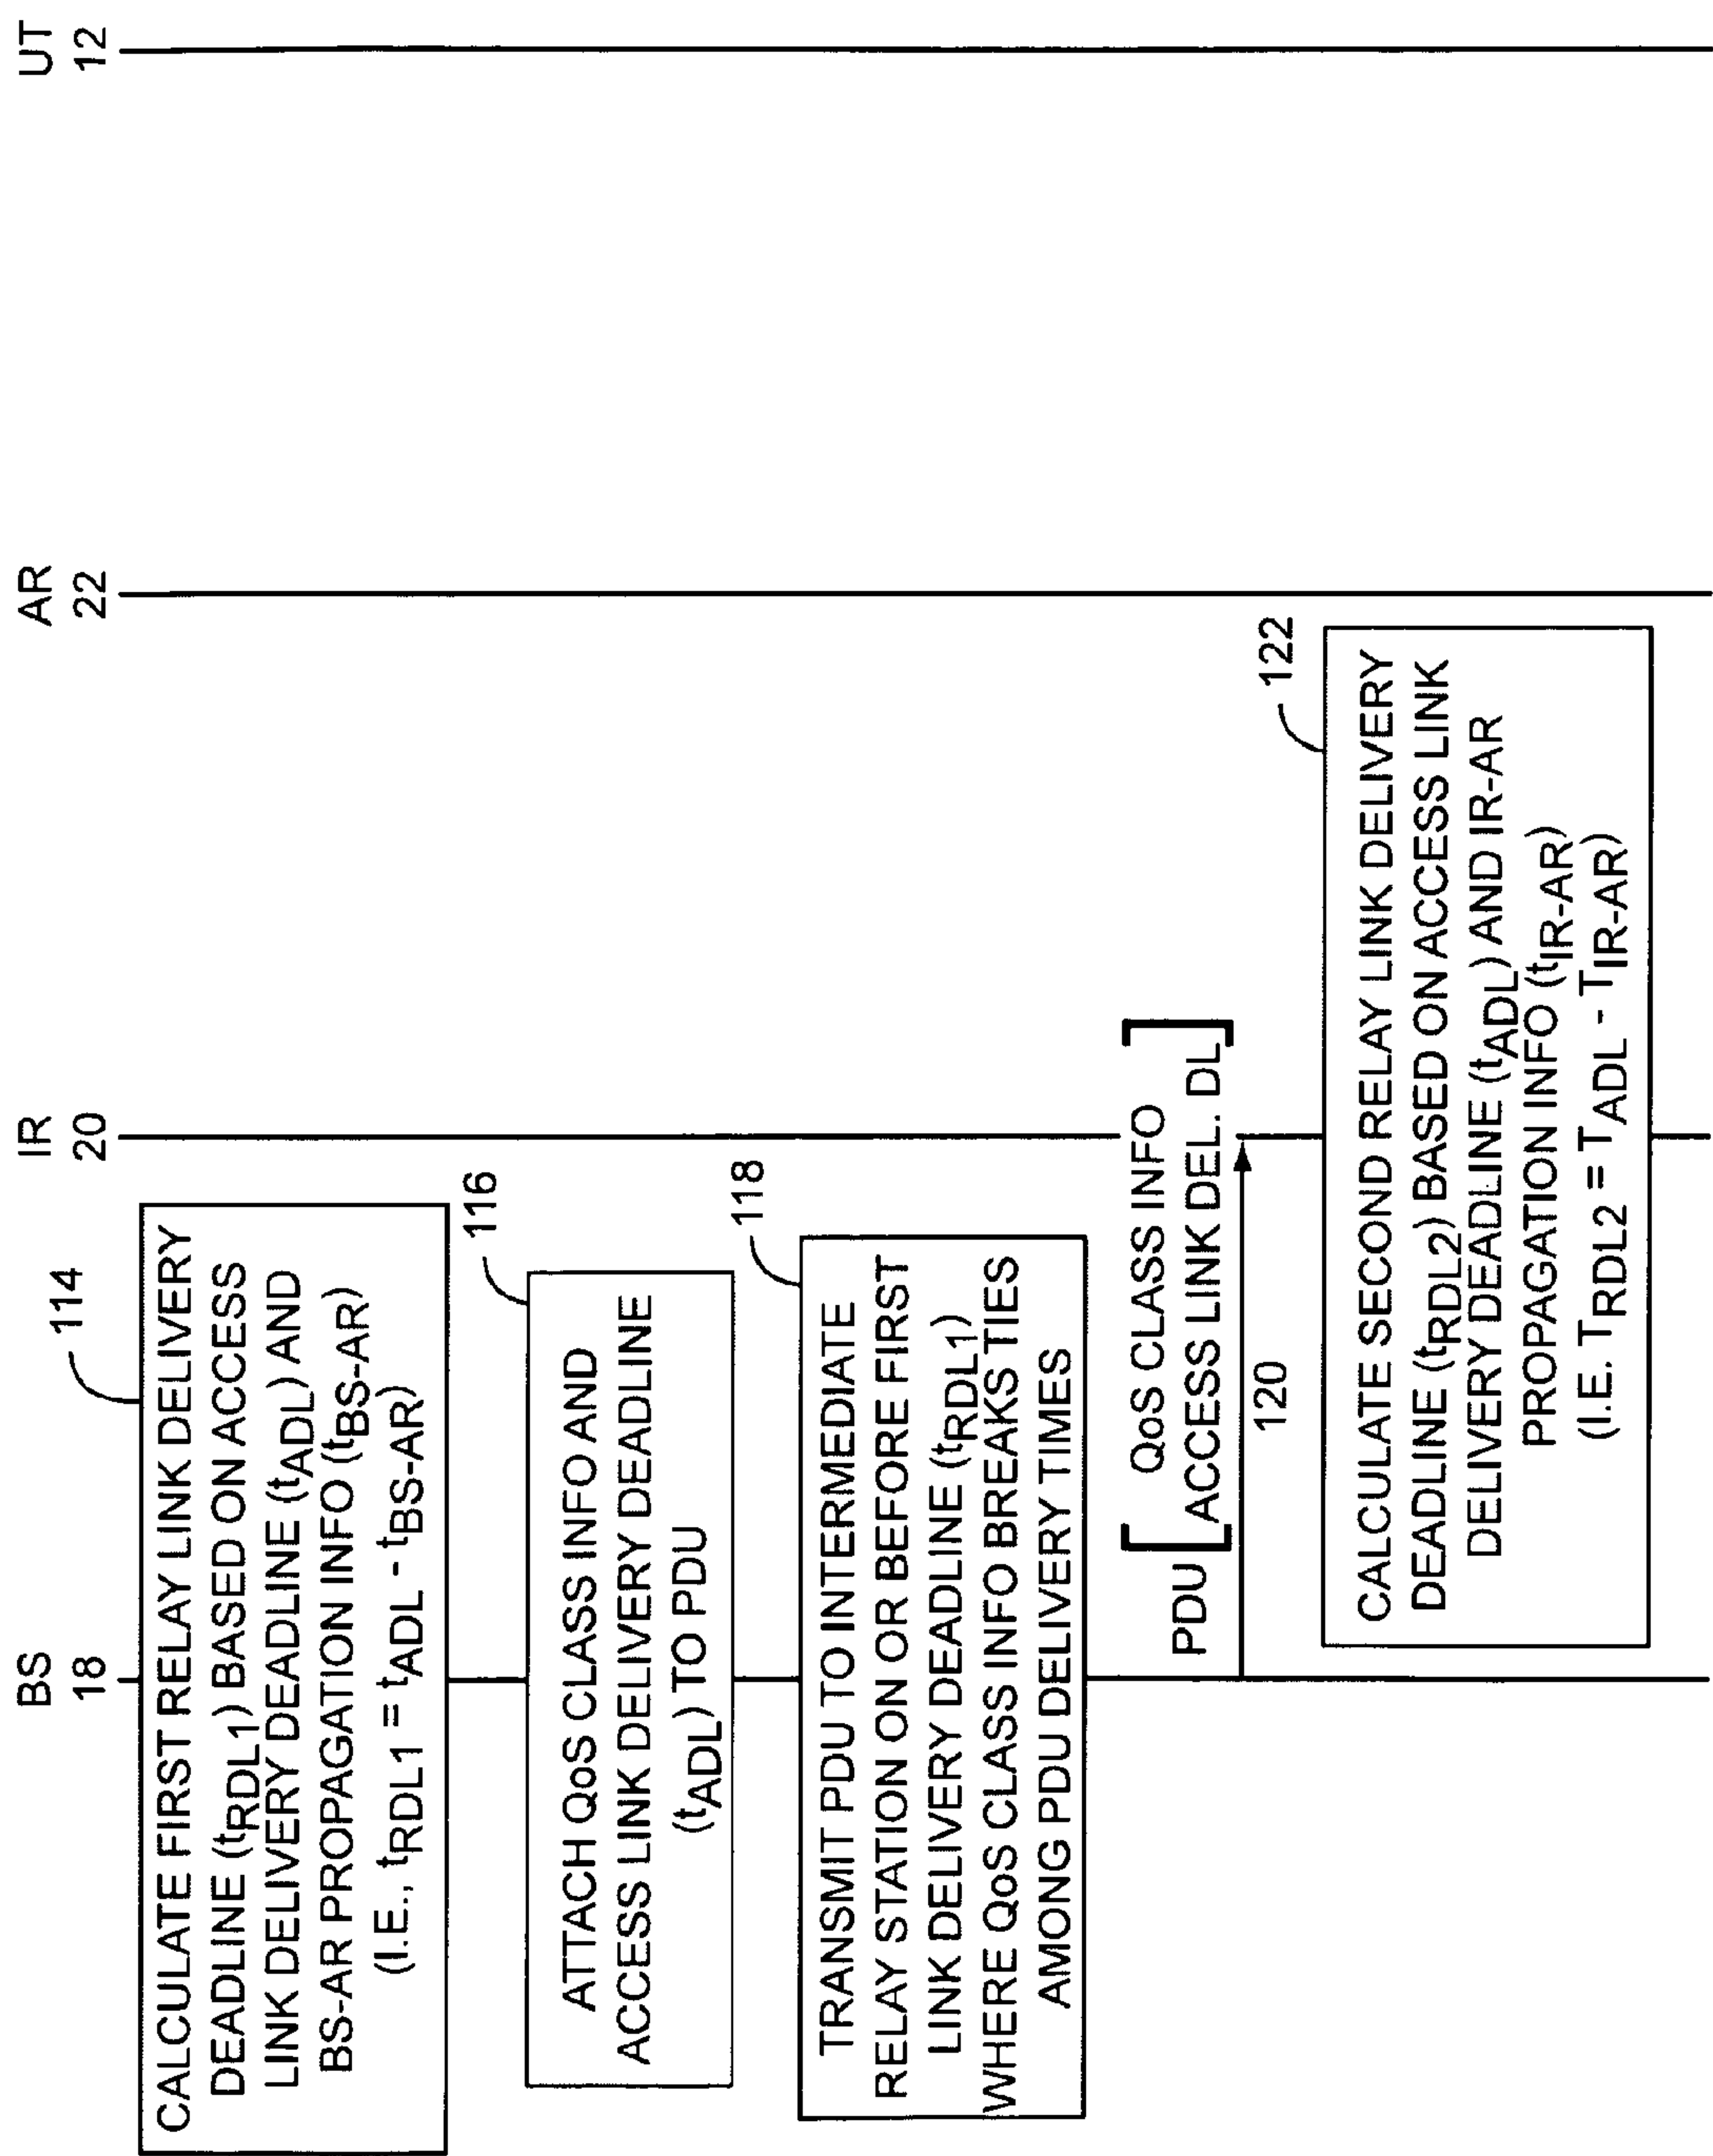 BS
18
IR
20
AR
22
UT
12
114
CALCULATE FIRST RELAY LINK DELIVERY
DEADLINE (tRDL1) BASED ON ACCESS
LINK DELIVERY DEADLINE (tADL) AND
BS-AR PROPAGATION INFO (tBS-AR)
(I.E., tRDL1 = tADL - tBS-AR)
116
ATTACH QoS CLASS INFO AND
ACCESS LINK DELIVERY DEADLINE
(tADL) TO PDU
118
TRANSMIT PDU TO INTERMEDIATE
RELAY STATION ON OR BEFORE FIRST
LINK DELIVERY DEADLINE (tRDL1)
WHERE QoS CLASS INFO BREAKS TIES
AMONG PDU DELIVERY TIMES
PDU [QoS CLASS INFO
ACCESS LINK DEL. DL]
120
122
CALCULATE SECOND RELAY LINK DELIVERY
DEADLINE (tRDL2) BASED ON ACCESS LINK
DELIVERY DEADLINE (tADL) AND IR-AR
PROPAGATION INFO (tIR-AR)
(I.E. TRDL2 = TADL - TIR-AR)